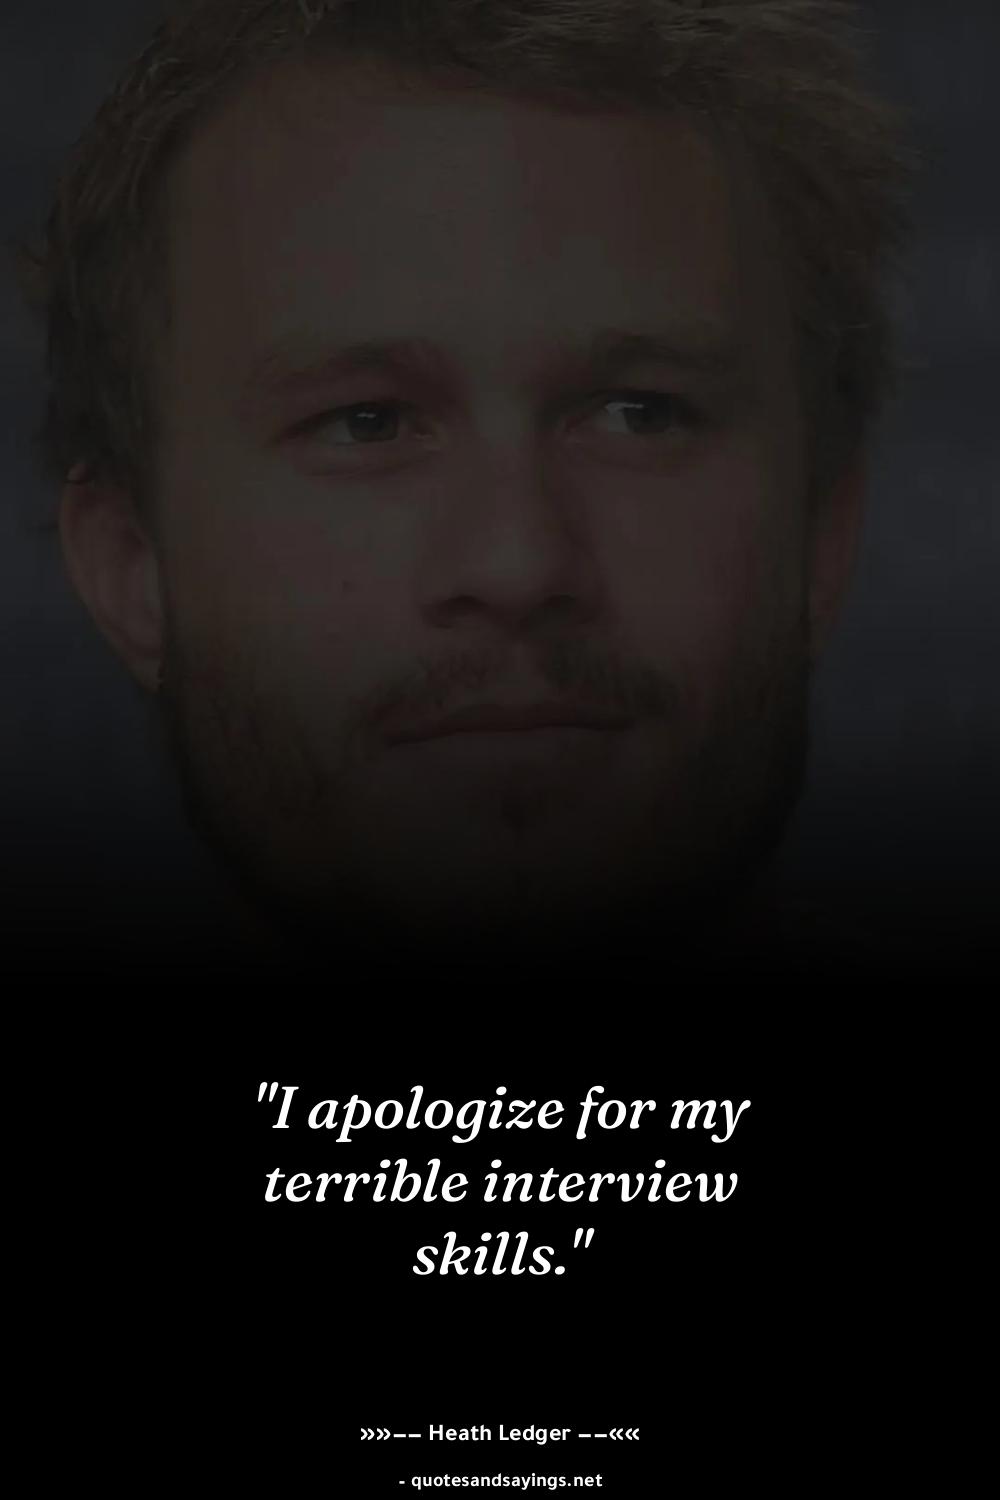 "I apologize for my
terrible interview
skills."
»»–– Heath Ledger ––««
- quotesandsayings.net